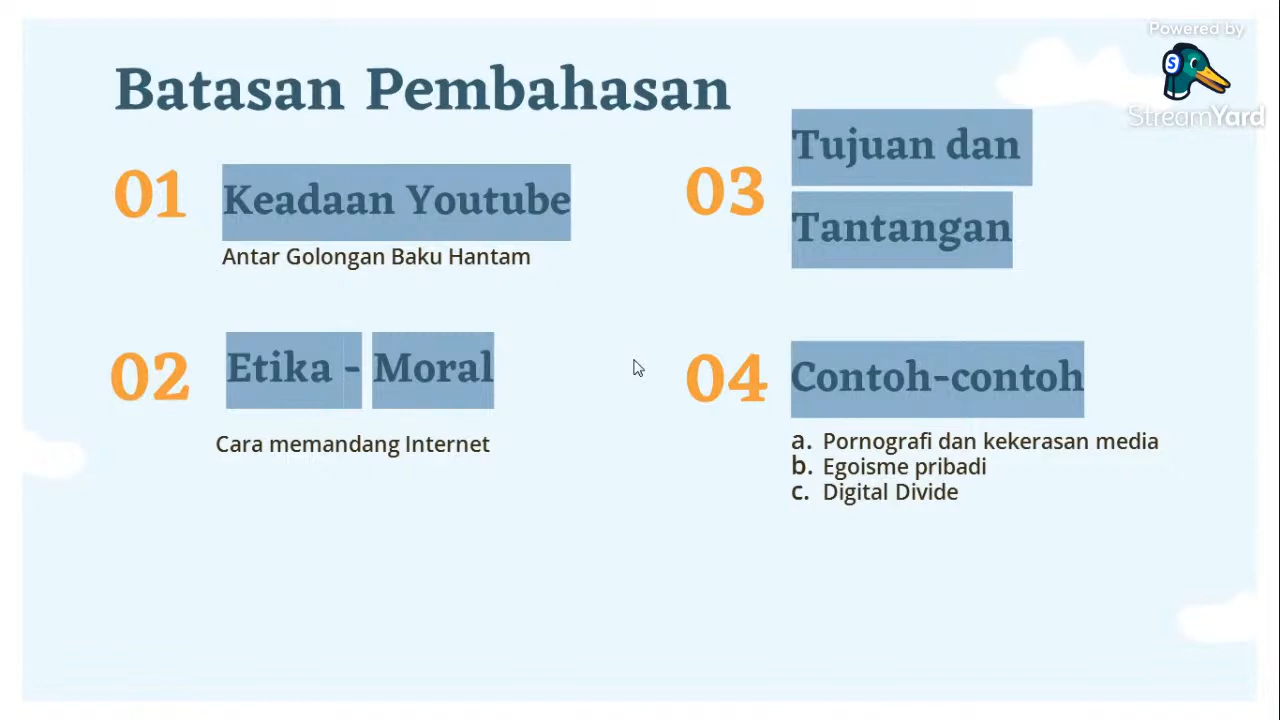 Powered by
StreamYard
Batasan Pembahasan
01
Keadaan Youtube
Antar Golongan Baku Hantam
02
Etika - Moral
Cara memandang Internet
03
Tujuan dan
Tantangan
04
Contoh-contoh
a. Pornografi dan kekerasan media
b. Egoisme pribadi
c. Digital Divide